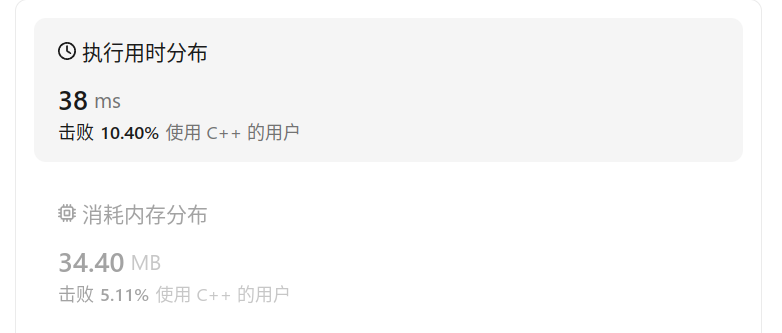 执行用时分布
38 ms
击败 10.40% 使用 C++ 的用户
消耗内存分布
34.40 MB
击败 5.11% 使用 C++ 的用户